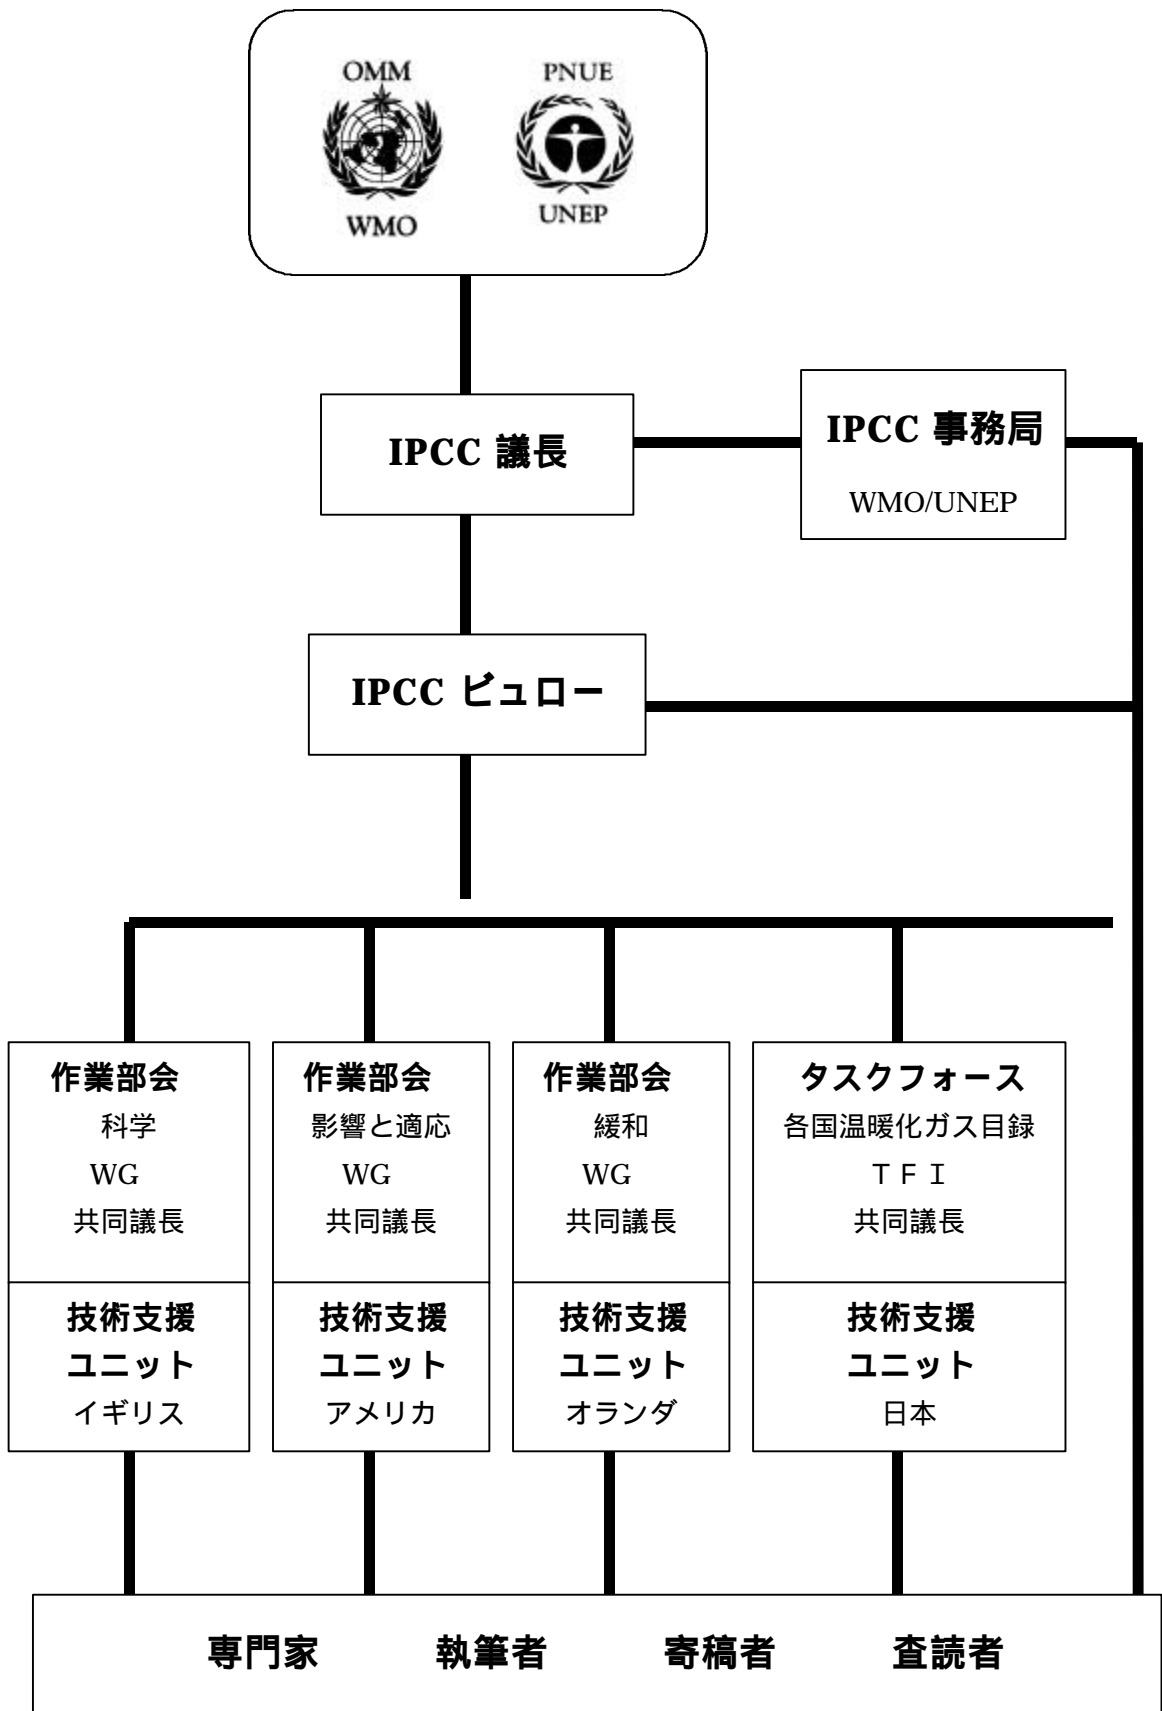 OMM
WMO
PNUE
UNEP
IPCC 議長
IPCC 事務局
WMO/UNEP
IPCC ビュロー
作業部会
科学
WG
共同議長
技術支援
ユニット
イギリス
作業部会
影響と適応
WG
共同議長
技術支援
ユニット
アメリカ
作業部会
緩和
WG
共同議長
技術支援
ユニット
オランダ
タスクフォース
各国温暖化ガス目録
ＴＦＩ
共同議長
技術支援
ユニット
日本
専門家 執筆者 寄稿者 査読者